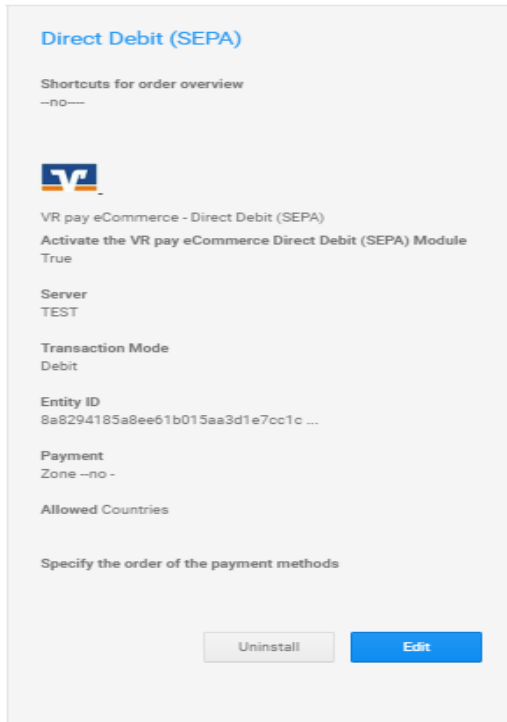 Direct Debit (SEPA)
Shortcuts for order overview
--no----
VR pay eCommerce - Direct Debit (SEPA)
Activate the VR pay eCommerce Direct Debit (SEPA) Module
True
Server
TEST
Transaction Mode
Debit
Entity ID
8a8294185a8ee61b015aa3d1e7cc1c ...
Payment
Zone --no -
Allowed Countries
Specify the order of the payment methods
Uninstall
Edit